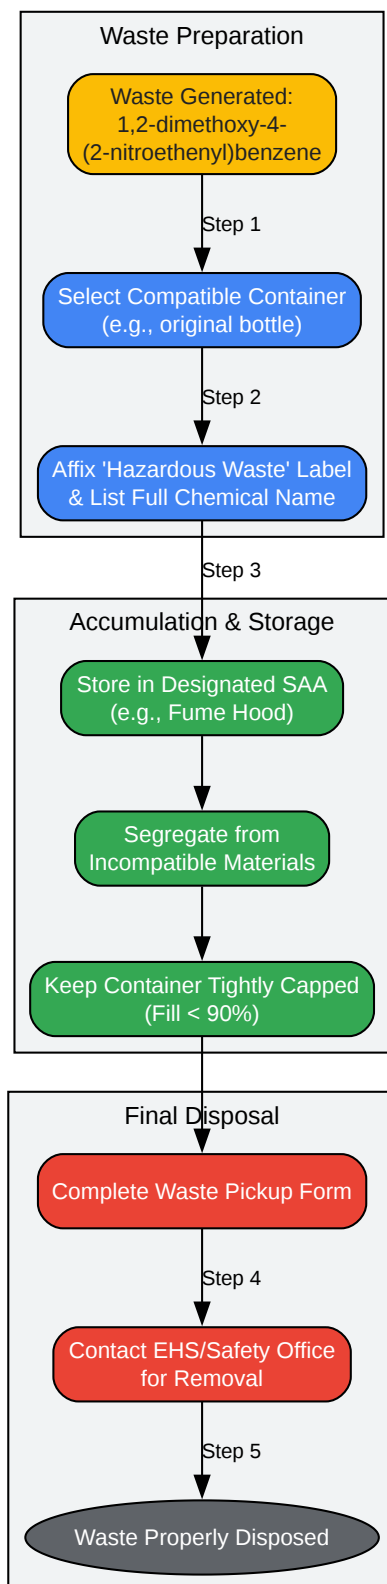 Waste Preparation
Waste Generated:
1,2-dimethoxy-4-
(2-nitroethenyl)benzene
Step 1
Select Compatible Container
(e.g., original bottle)
Step 2
Affix 'Hazardous Waste' Label
& List Full Chemical Name
Step 3
Accumulation & Storage
Store in Designated SAA
(e.g., Fume Hood)
Segregate from
Incompatible Materials
Keep Container Tightly Capped
(Fill < 90%)
Final Disposal
Complete Waste Pickup Form
Step 4
Contact EHS/Safety Office
for Removal
Step 5
Waste Properly Disposed